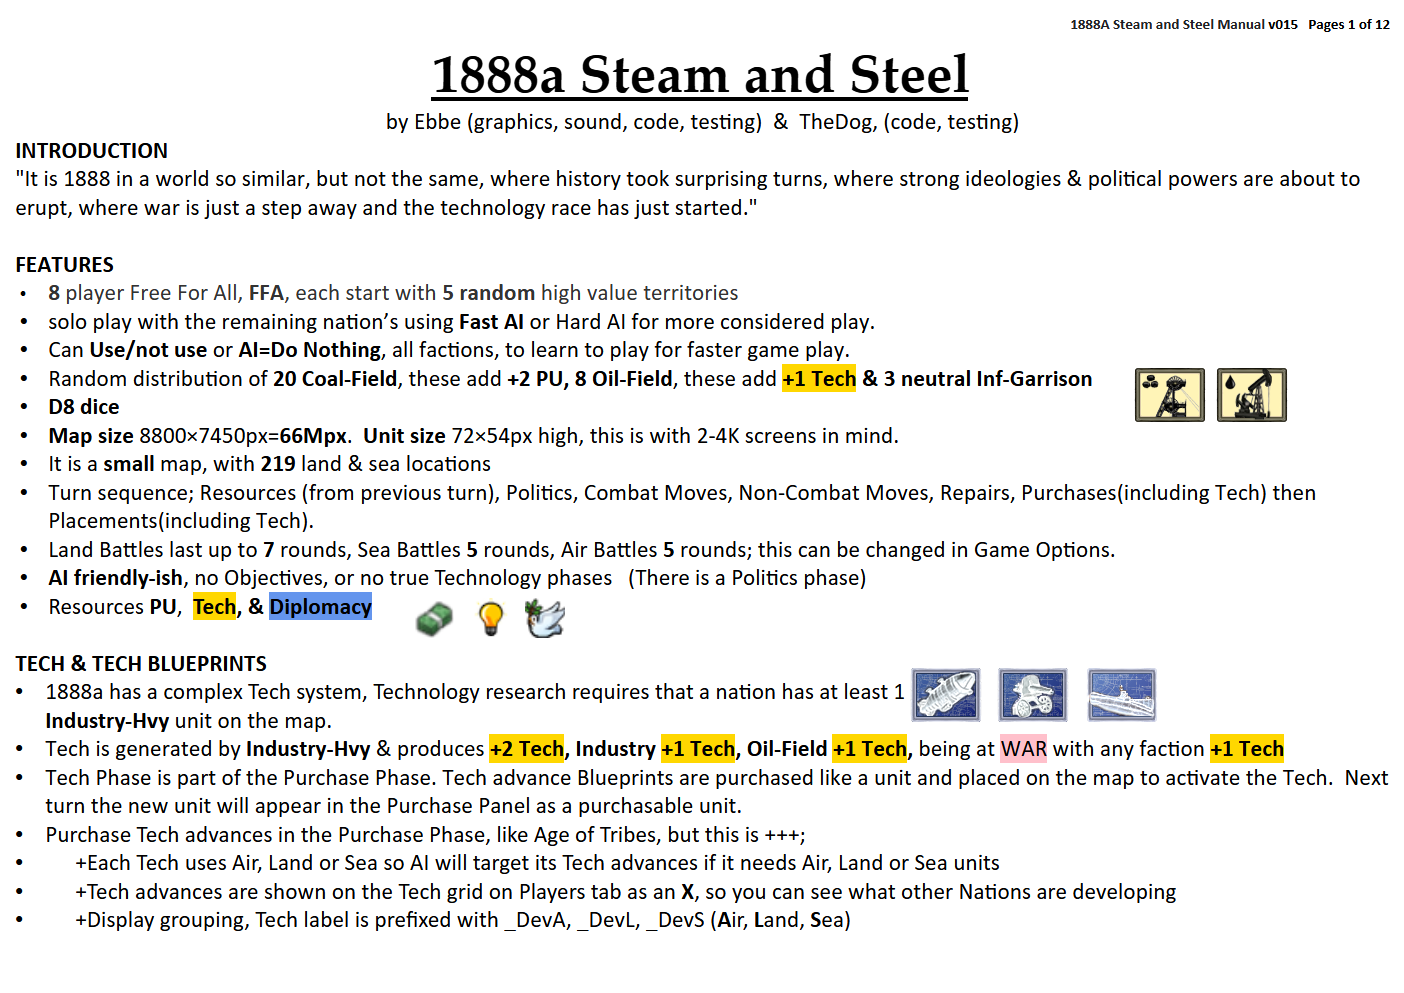 1888A Steam and Steel Manual v015   Pages 1 of 12
1888a Steam and Steel
by Ebbe (graphics, sound, code, testing)  &  TheDog, (code, testing)
INTRODUCTION
"It is 1888 in a world so similar, but not the same, where history took surprising turns, where strong ideologies & political powers are about to
erupt, where war is just a step away and the technology race has just started."
FEATURES
• 8 player Free For All, FFA, each start with 5 random high value territories
• solo play with the remaining nation’s using Fast AI or Hard AI for more considered play.
• Can Use/not use or AI=Do Nothing, all factions, to learn to play for faster game play.
• Random distribution of 20 Coal-Field, these add +2 PU, 8 Oil-Field, these add +1 Tech & 3 neutral Inf-Garrison
• D8 dice
• Map size 8800×7450px=66Mpx.  Unit size 72×54px high, this is with 2-4K screens in mind.
• It is a small map, with 219 land & sea locations
• Turn sequence; Resources (from previous turn), Politics, Combat Moves, Non-Combat Moves, Repairs, Purchases(including Tech) then
Placements(including Tech).
• Land Battles last up to 7 rounds, Sea Battles 5 rounds, Air Battles 5 rounds; this can be changed in Game Options.
• AI friendly-ish, no Objectives, or no true Technology phases   (There is a Politics phase)
• Resources PU,  Tech, & Diplomacy
TECH & TECH BLUEPRINTS
• 1888a has a complex Tech system, Technology research requires that a nation has at least 1
Industry-Hvy unit on the map.
• Tech is generated by Industry-Hvy & produces +2 Tech, Industry +1 Tech, Oil-Field +1 Tech, being at WAR with any faction +1 Tech
• Tech Phase is part of the Purchase Phase. Tech advance Blueprints are purchased like a unit and placed on the map to activate the Tech.  Next
turn the new unit will appear in the Purchase Panel as a purchasable unit.
• Purchase Tech advances in the Purchase Phase, like Age of Tribes, but this is +++;
• +Each Tech uses Air, Land or Sea so AI will target its Tech advances if it needs Air, Land or Sea units
• +Tech advances are shown on the Tech grid on Players tab as an X, so you can see what other Nations are developing
• +Display grouping, Tech label is prefixed with _DevA, _DevL, _DevS (Air, Land, Sea)